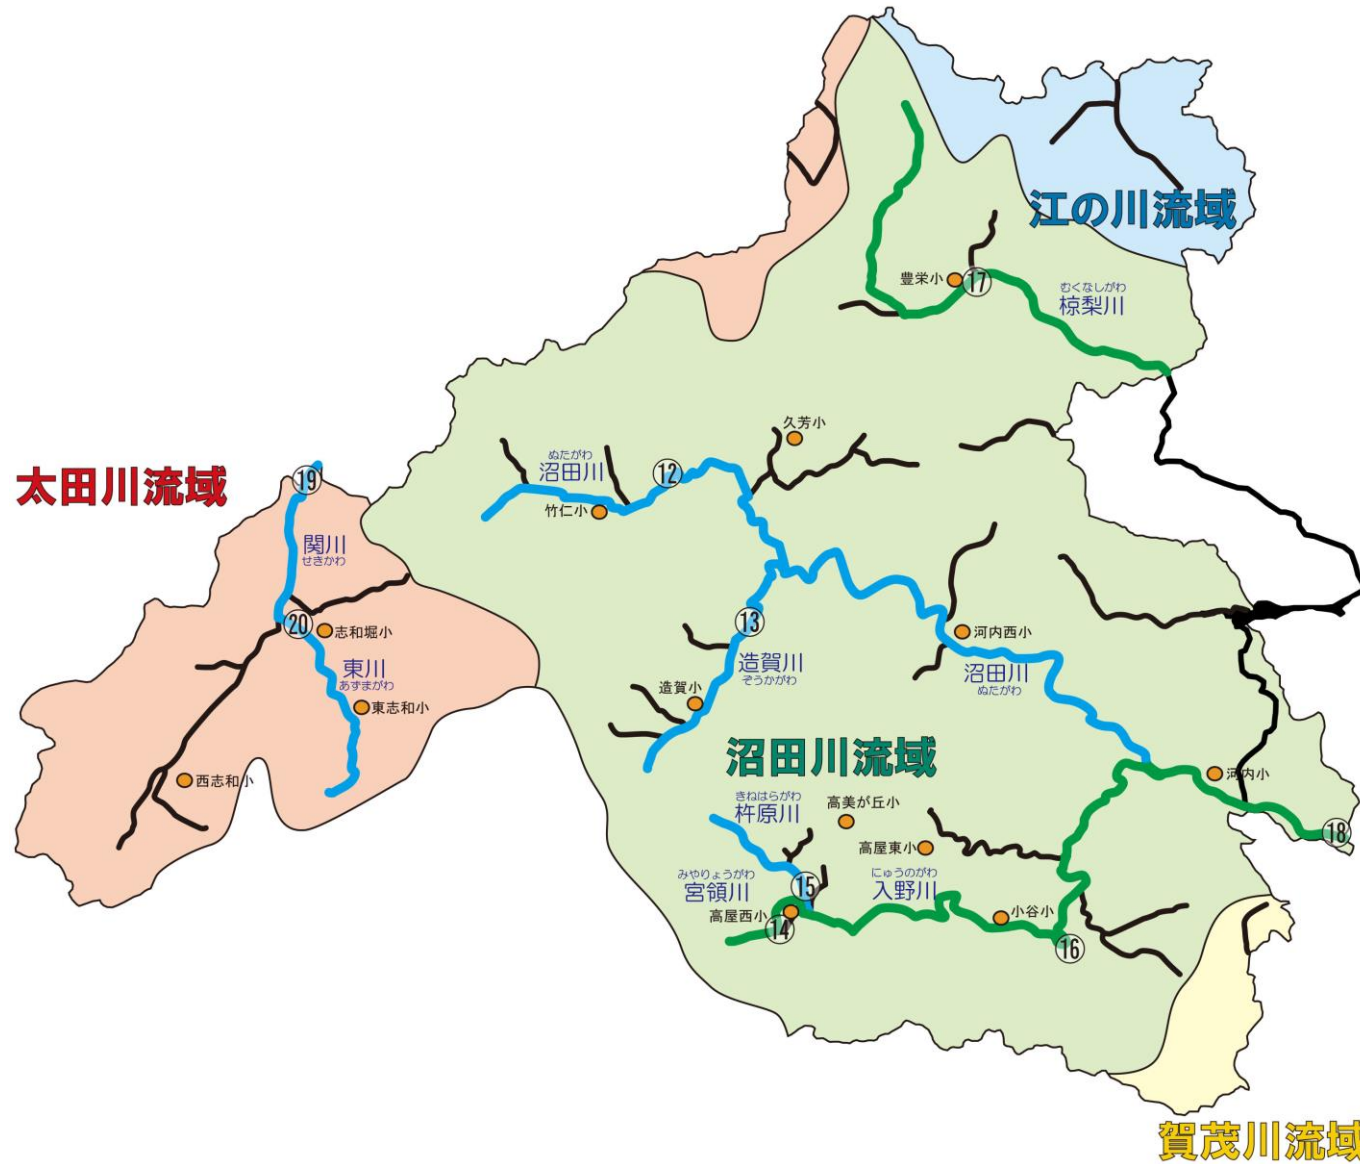 江の川流域
豊栄小
⑰
むくなしがわ
椋梨川
久芳小
太田川流域
⑲
ぬたがわ
沼田川
⑫
竹仁小
関川
せきかわ
⑳
志和堀小
⑬
河内西小
東川
あずまがわ
造賀川
ぞうかがわ
沼田川
ぬたがわ
造賀小
東志和小
西志和小
沼田川流域
河内小
きねはらがわ
杵原川
高美が丘小
⑱
高屋東小
みやりょうがわ
宮領川
⑮
にゅうのがわ
入野川
高屋西小
⑭
小谷小
⑯
賀茂川流域